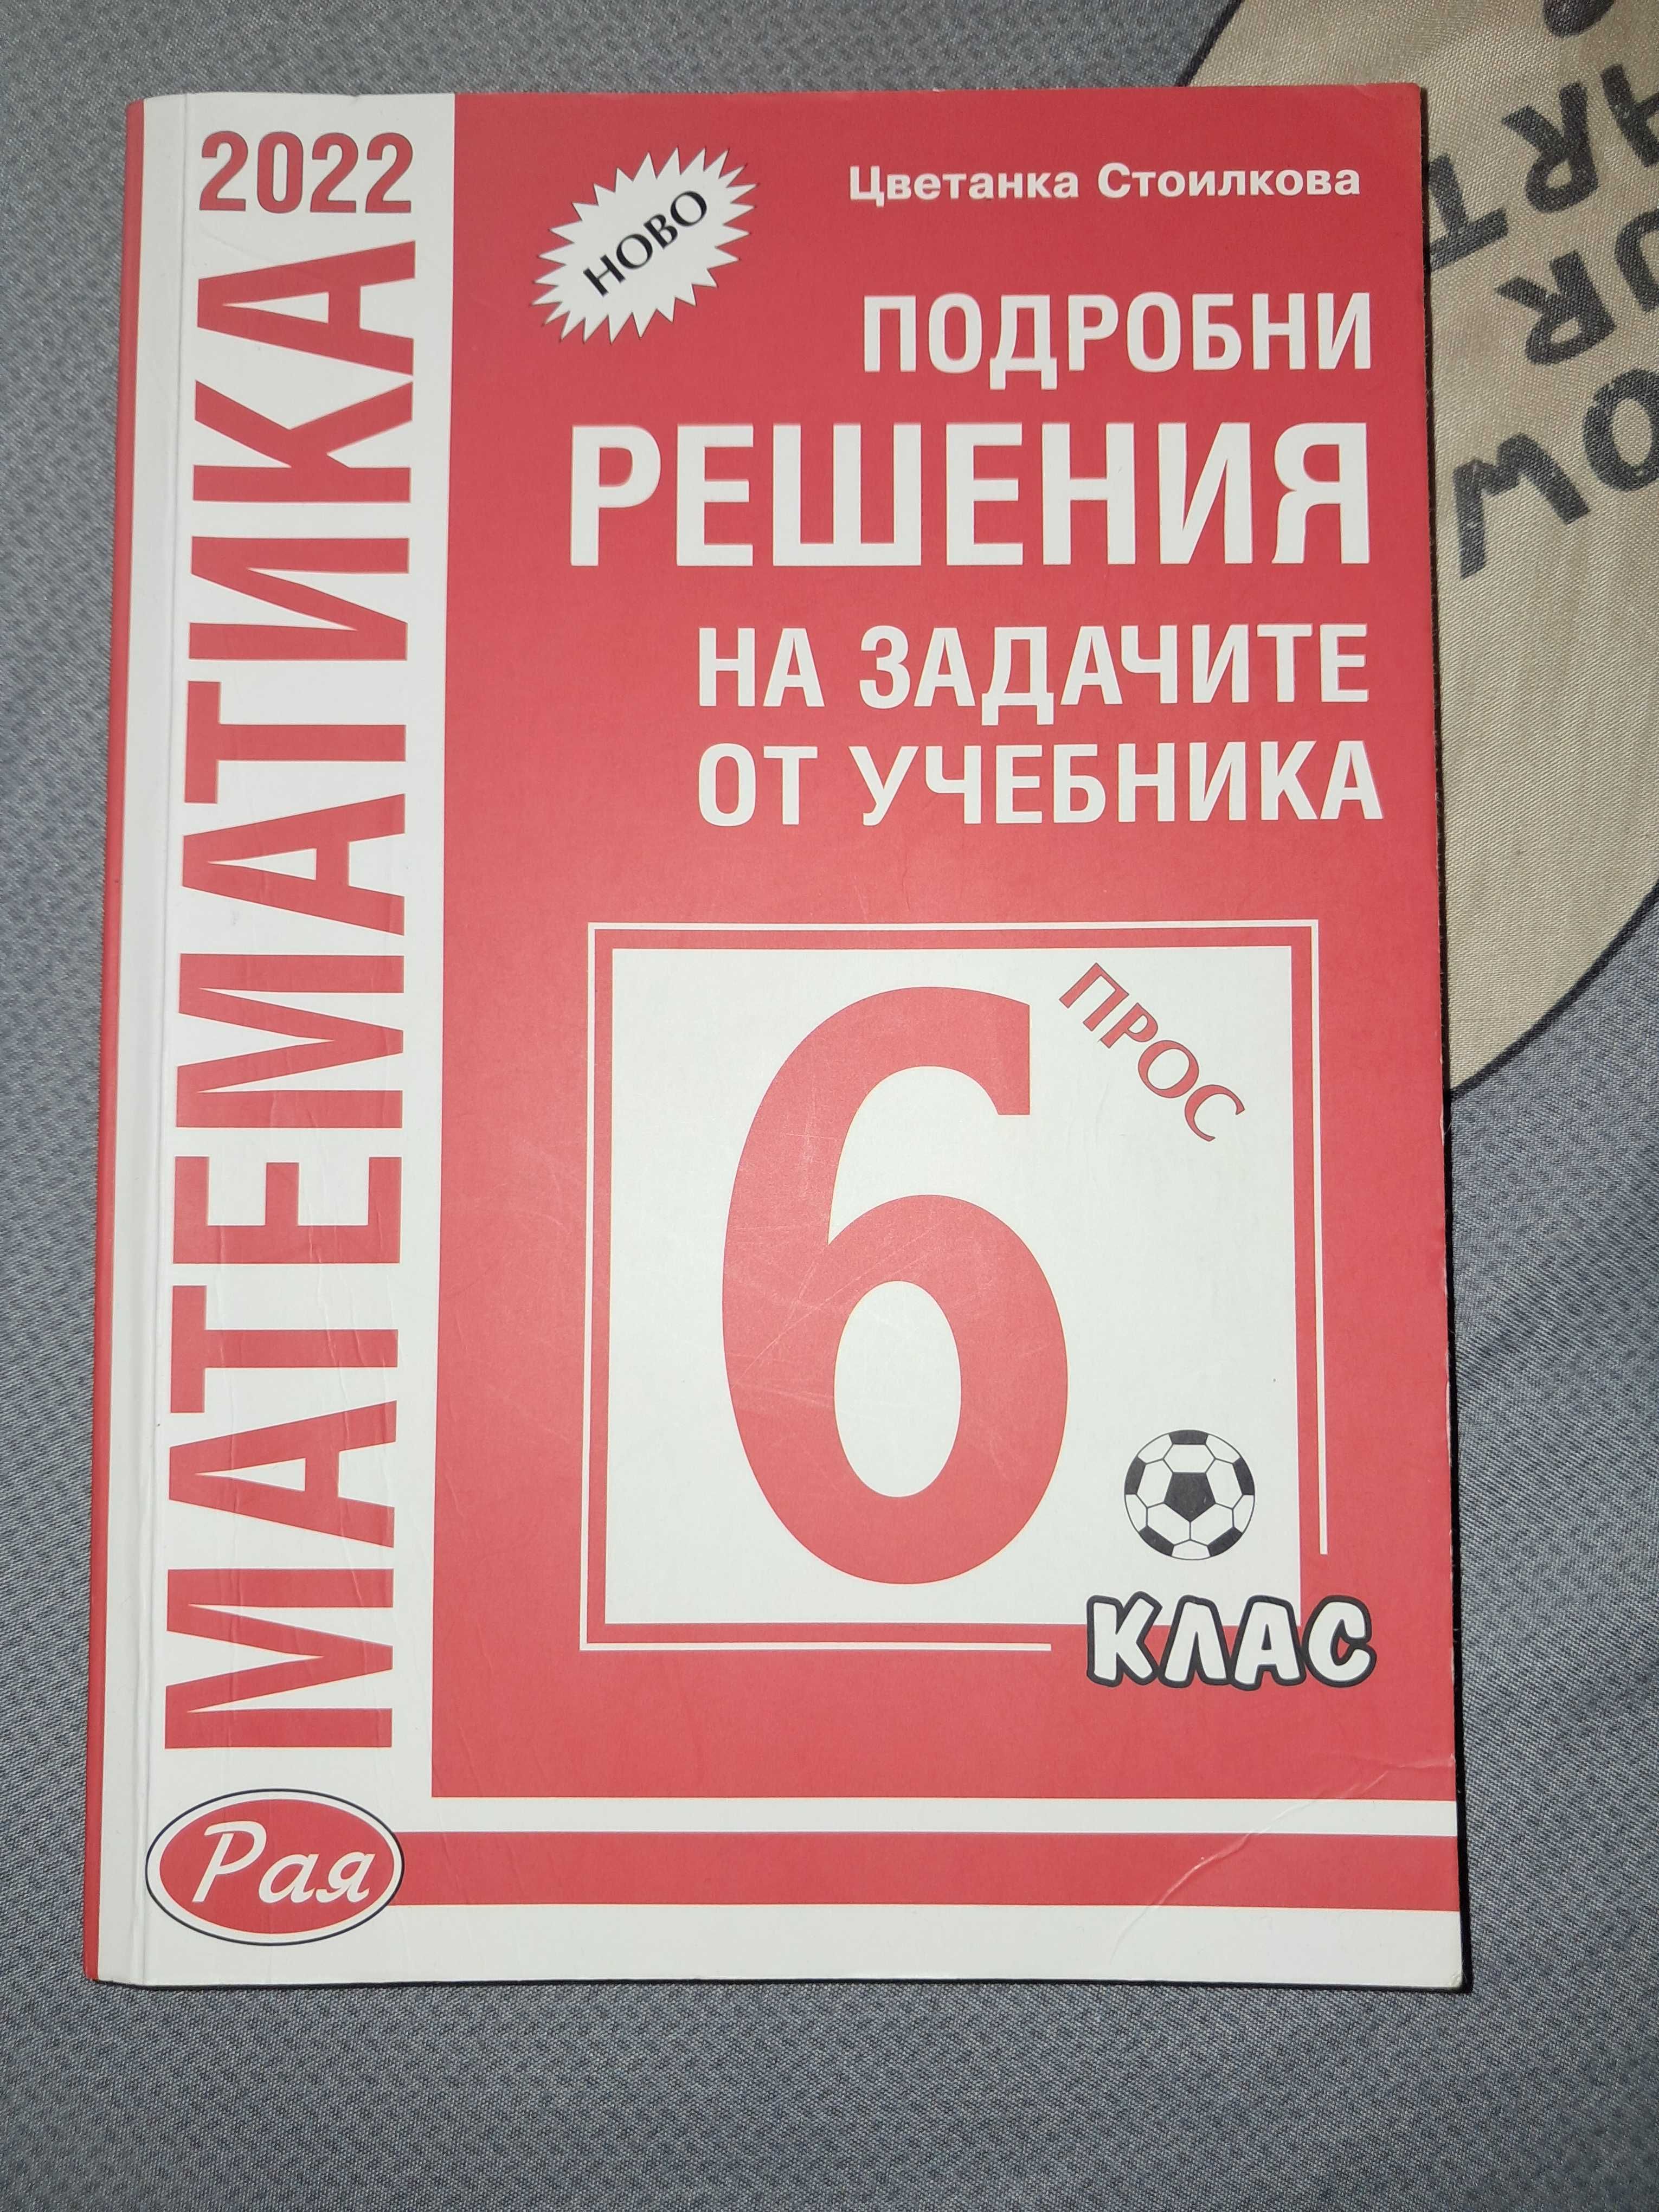 2022
МАТЕМАТИКА
НОВО
Цветанка Стоилкова
ПОДРОБНИ
РЕШЕНИЯ
НА ЗАДАЧИТЕ
ОТ УЧЕБНИКА
ПРОС
6
КЛАС
Рая